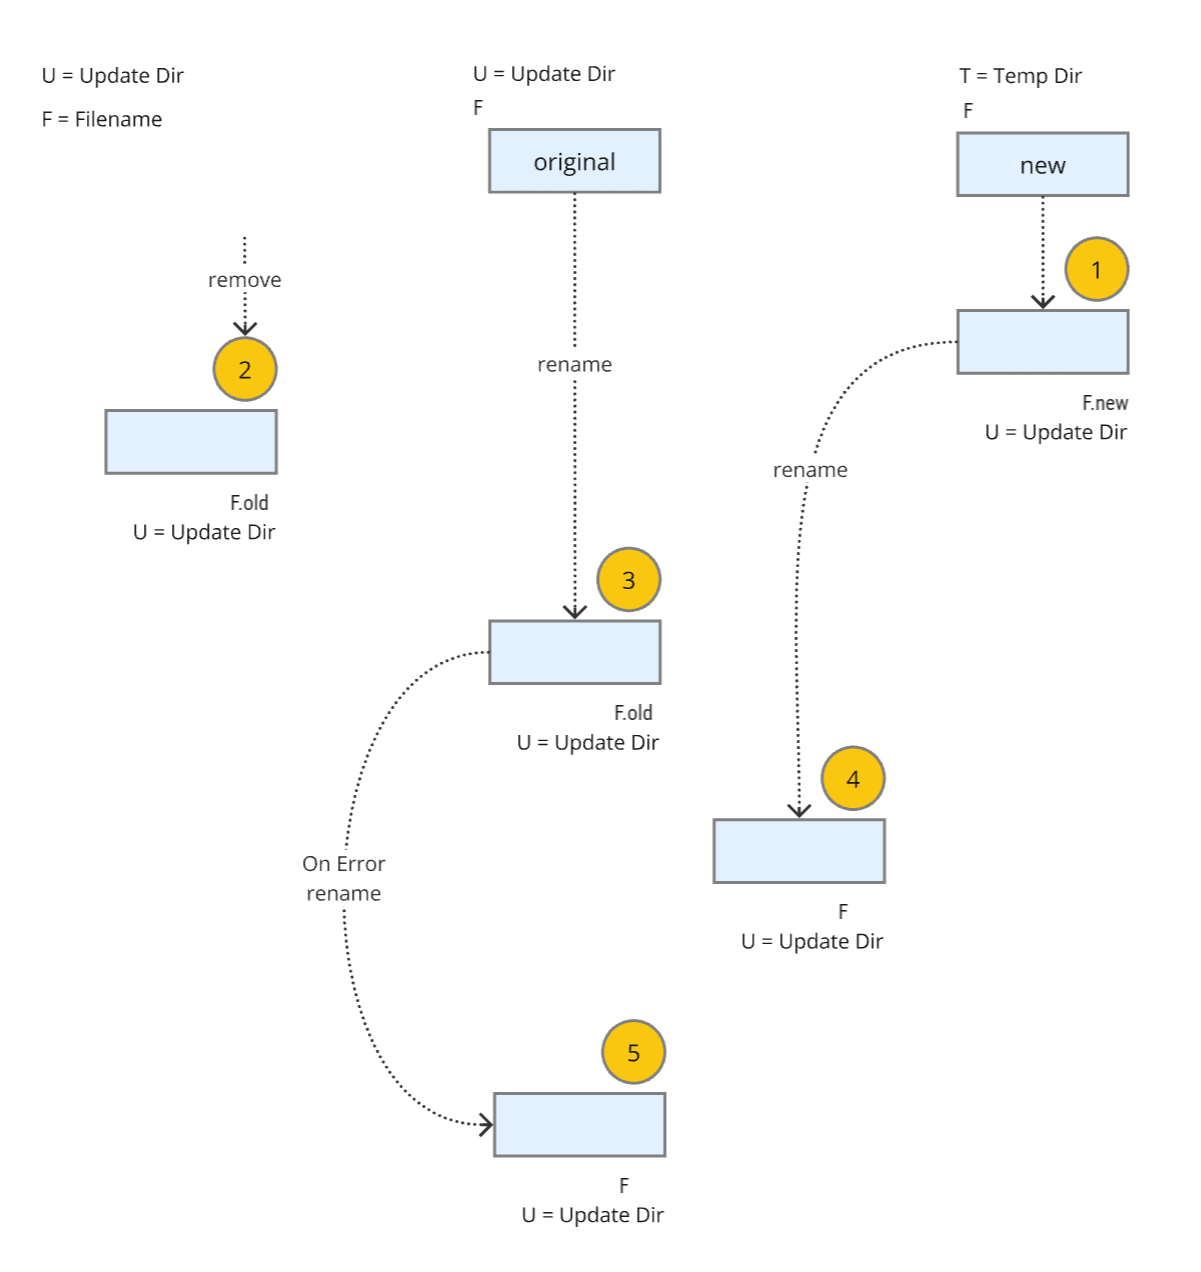 U = Update Dir
F = Filename
U = Update Dir
F
original
T = Temp Dir
F
new
1
remove
2
F.new
U = Update Dir
rename
rename
F.old
U = Update Dir
3
F.old
U = Update Dir
4
On Error
rename
F
U = Update Dir
5
F
U = Update Dir